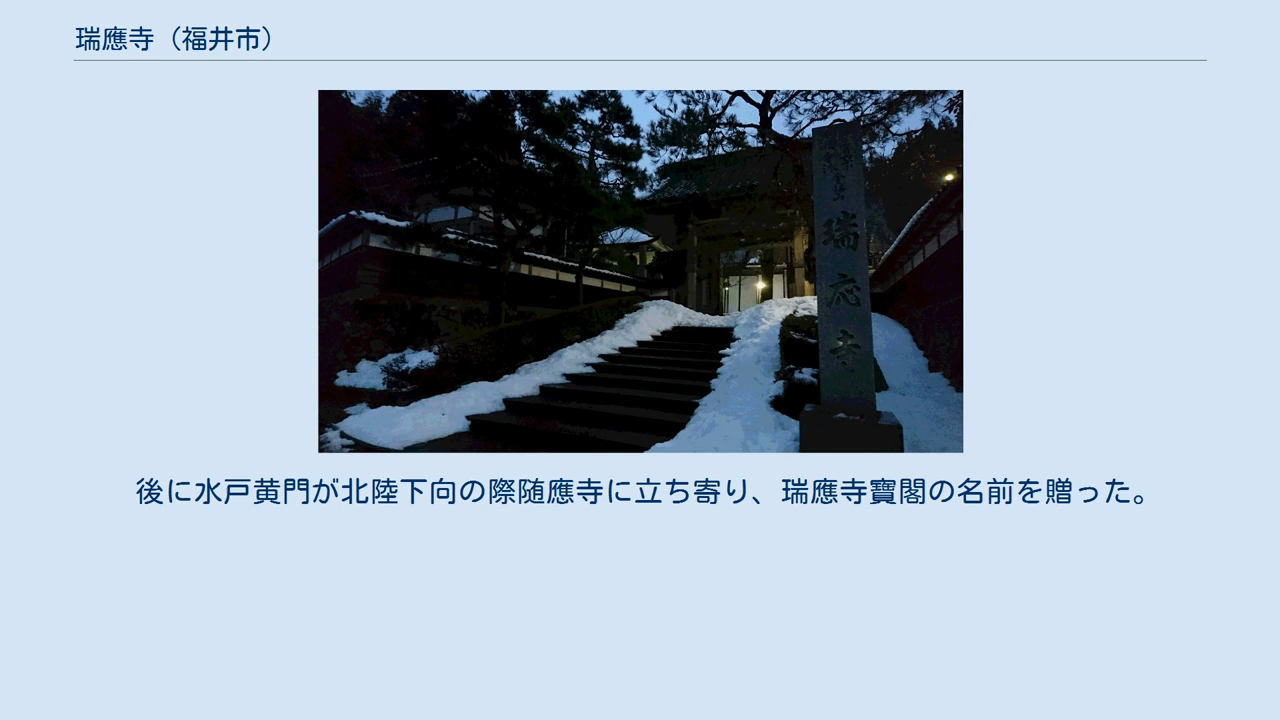 瑞應寺（福井市）
瑞応寺
後に水戸黄門が北陸下向の際随應寺に立ち寄り、瑞應寺寶閣の名前を贈った。